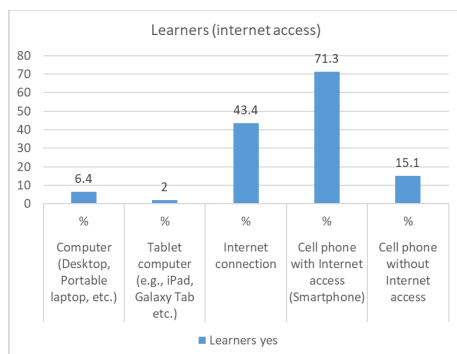 Learners (internet access)
80
70
60
50
40
30
20
10
0
6.4
2
43.4
71.3
15.1
% % % % %
Computer
(Desktop,
Portable
laptop, etc.)
Tablet
computer
(e.g., iPad,
Galaxy Tab
etc.)
Internet
connection
Cell phone
with Internet
access
(Smartphone)
Cell phone
without Internet
access
Learners yes